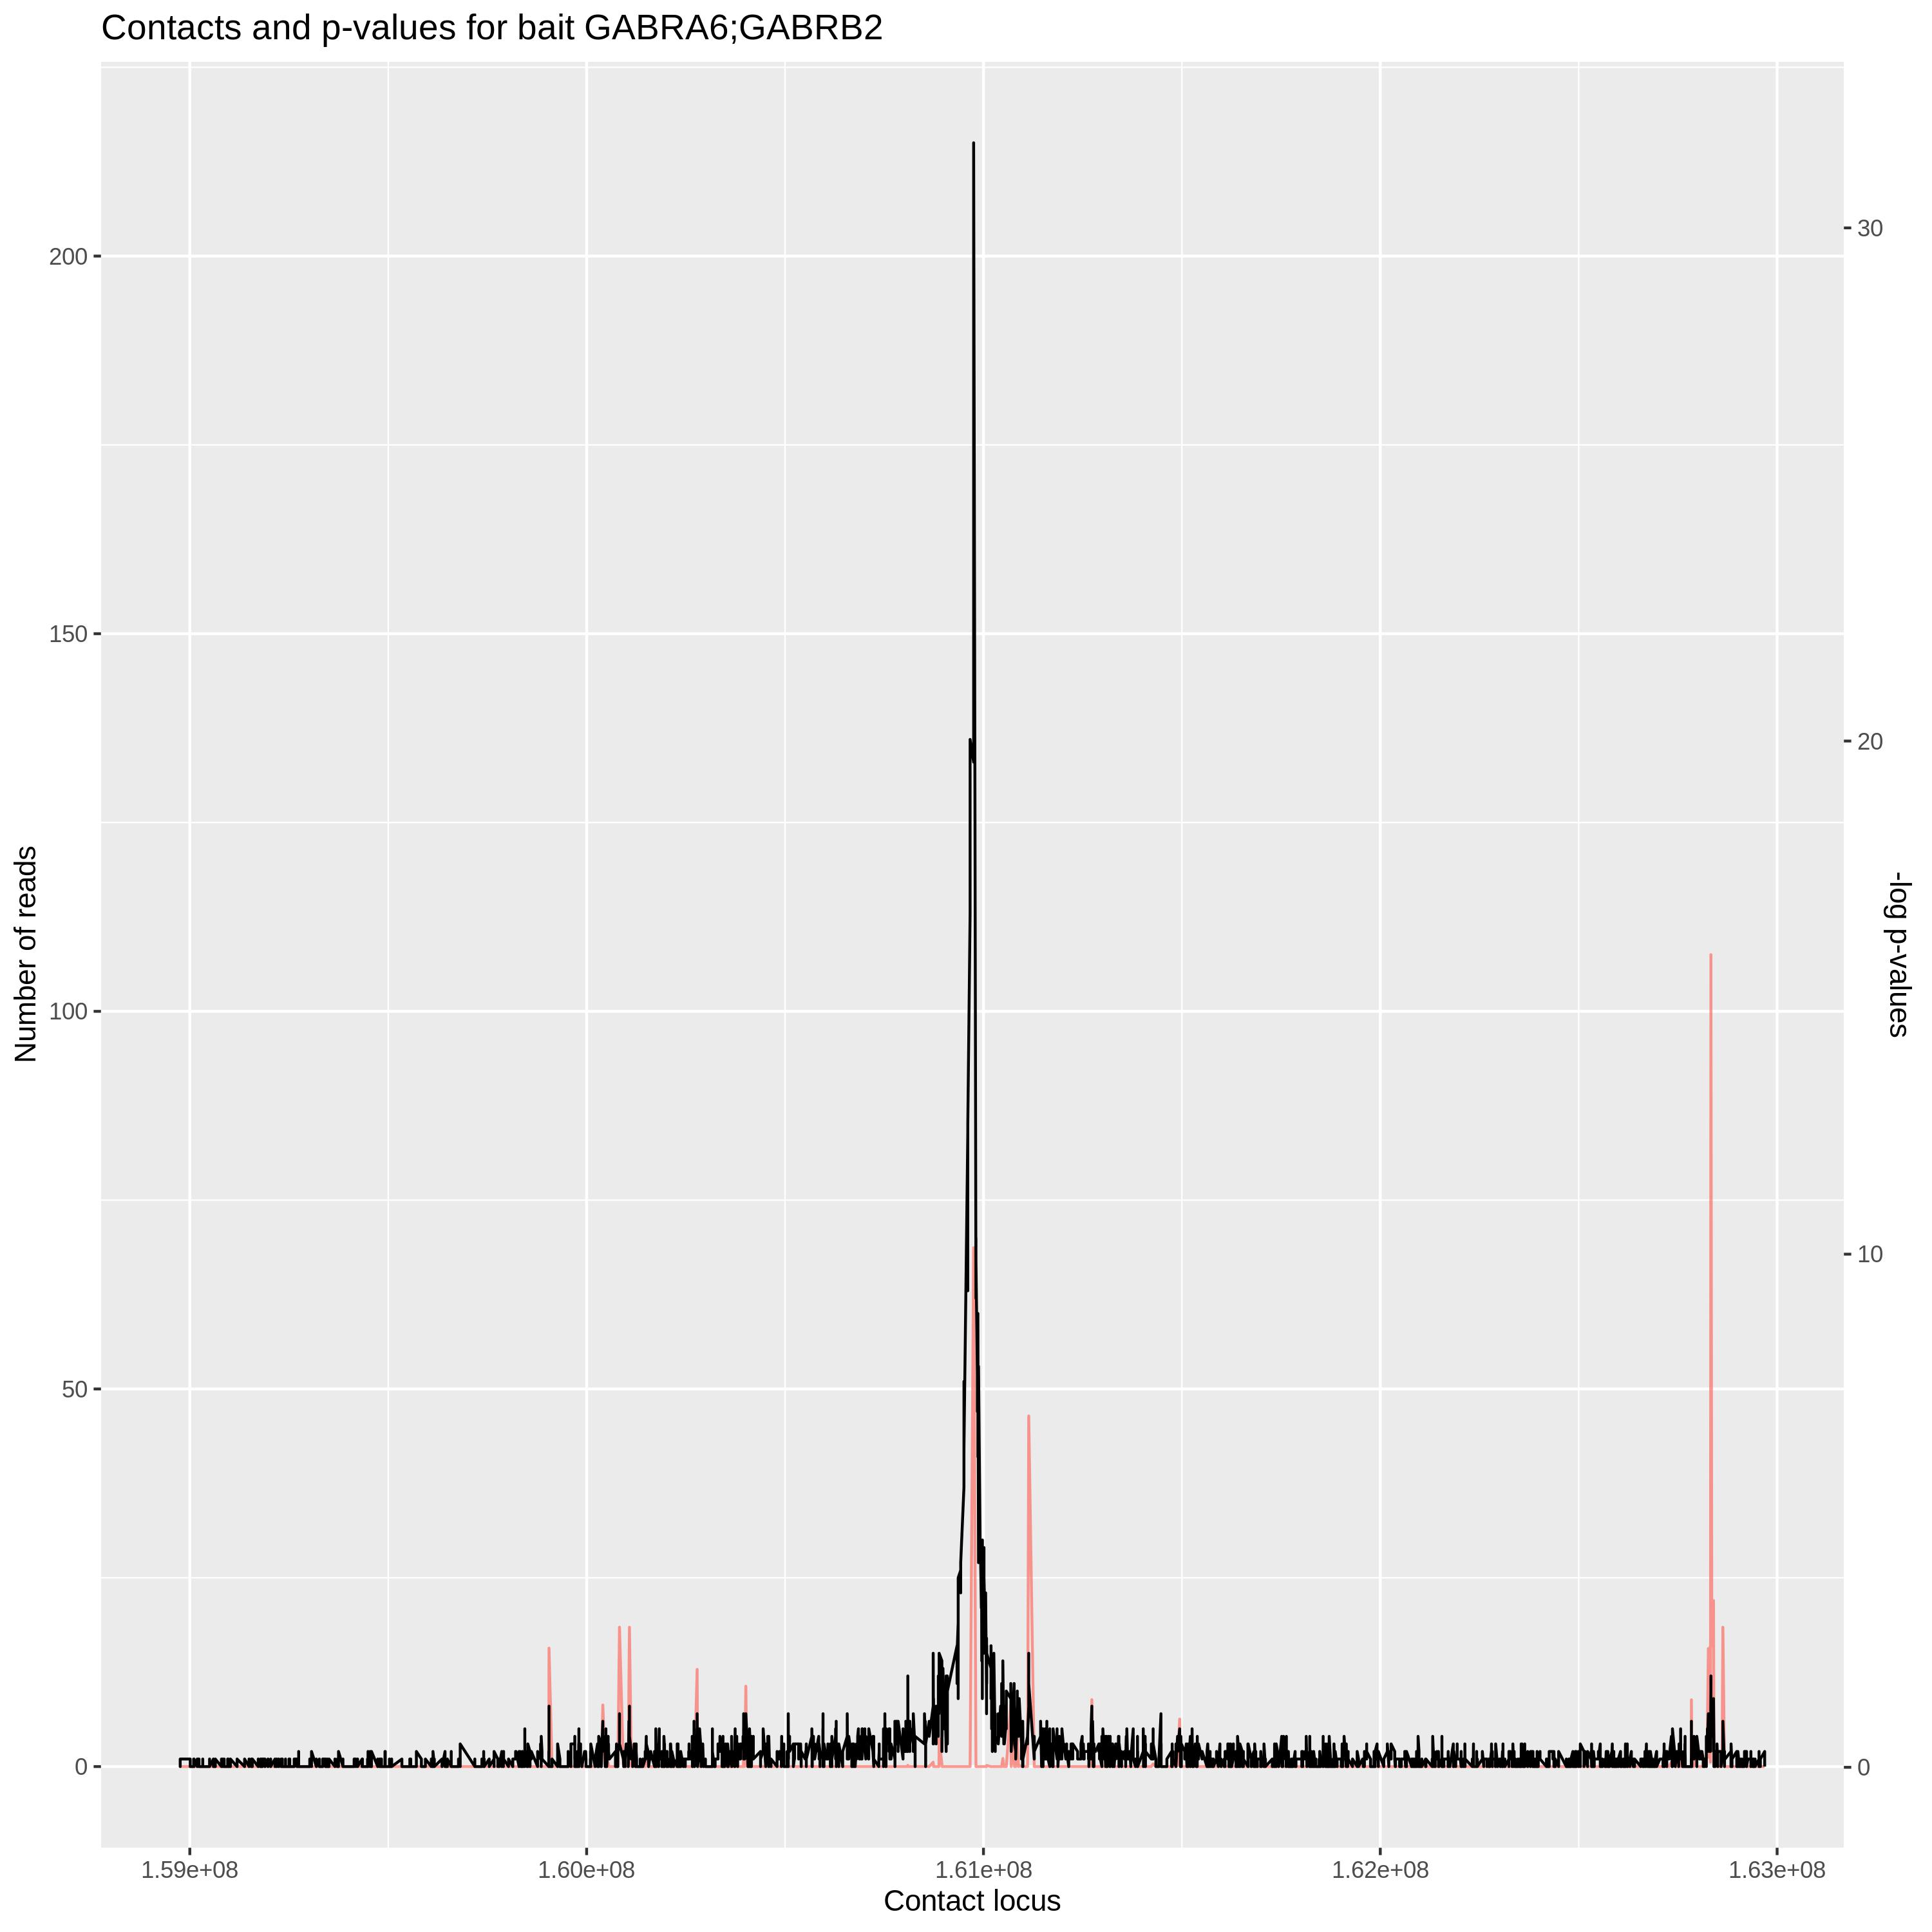 Contacts and p-values for bait GABRA6;GABRB2
200
150
100
50
0
Number of reads
30
20
10
0
-log p-values
1.59e+08
1.60e+08
1.61e+08
1.62e+08
1.63e+08
Contact locus